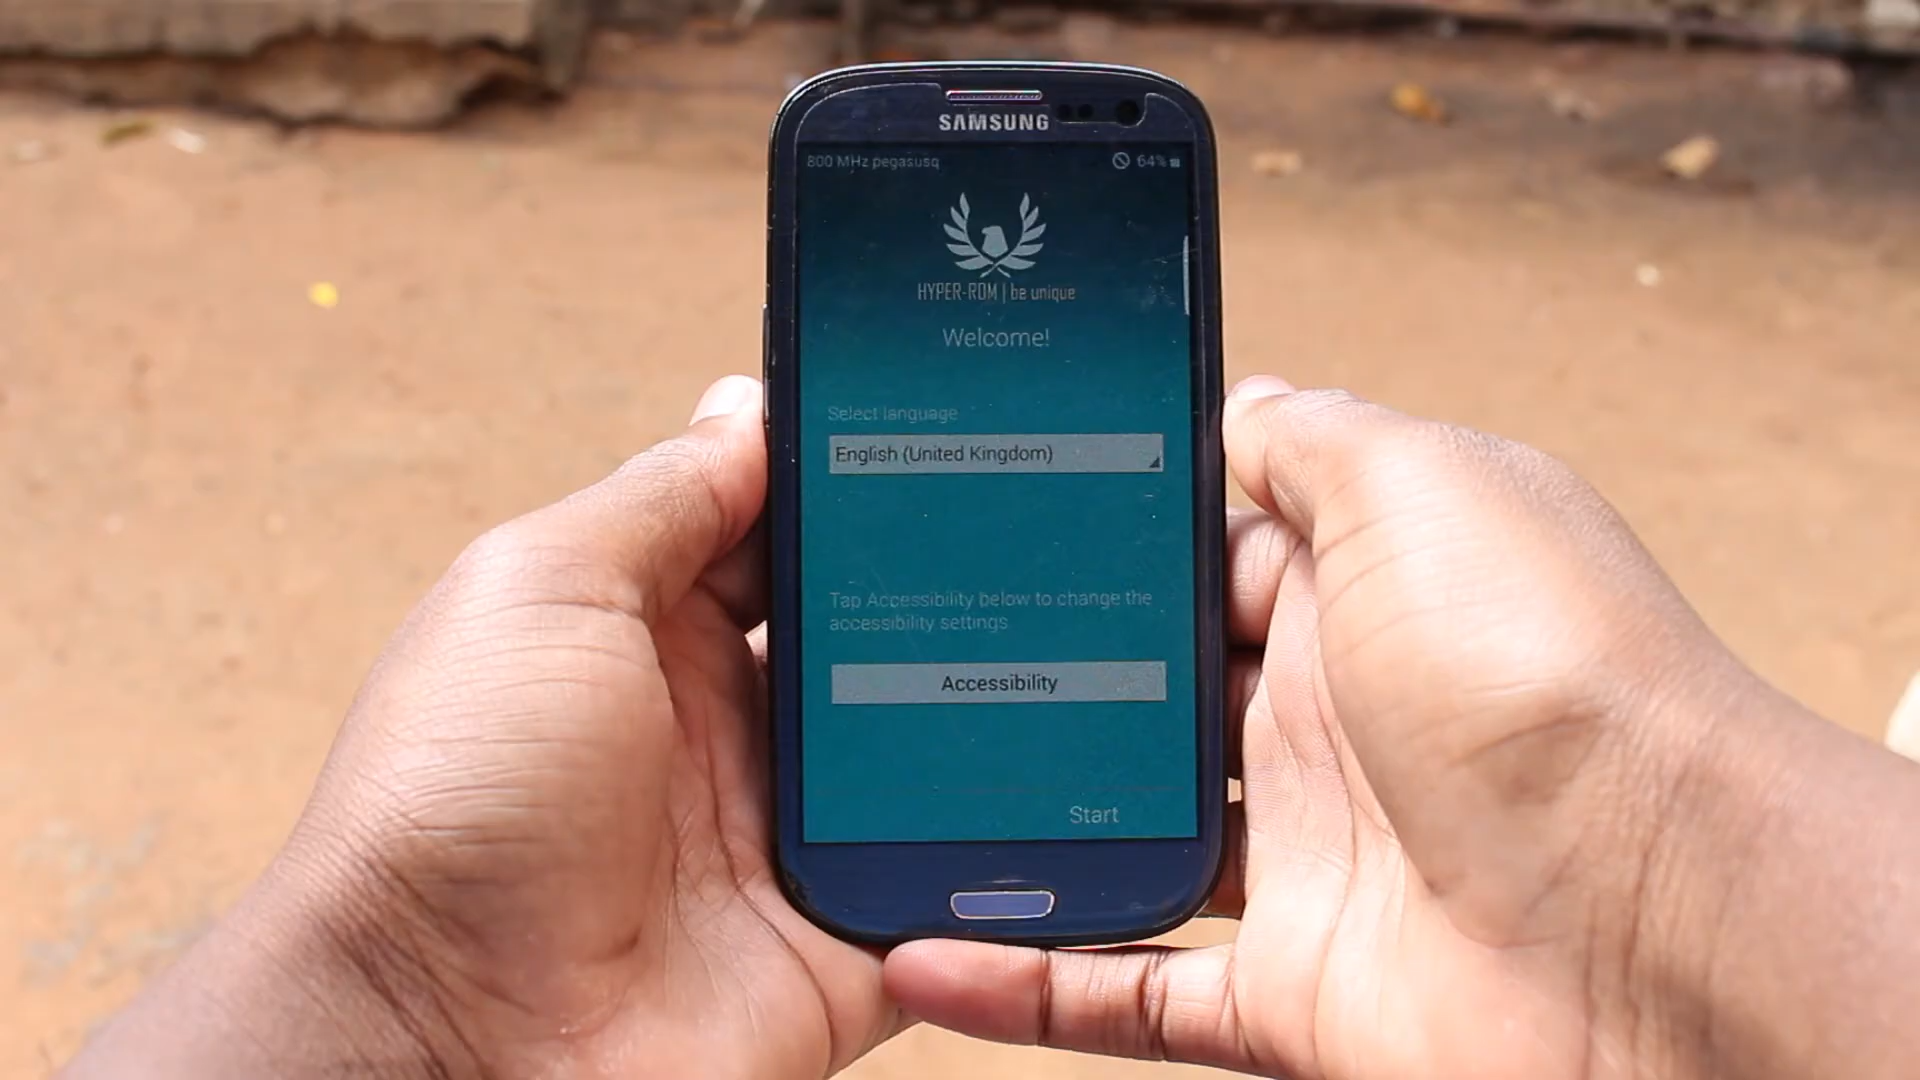 SAMSUNG
800 MHz pegasusq
64%
HYPER-ROM | be unique
Welcome!
Select language
English (United Kingdom)
Tap Accessibility below to change the
accessibility settings
Accessibility
Start